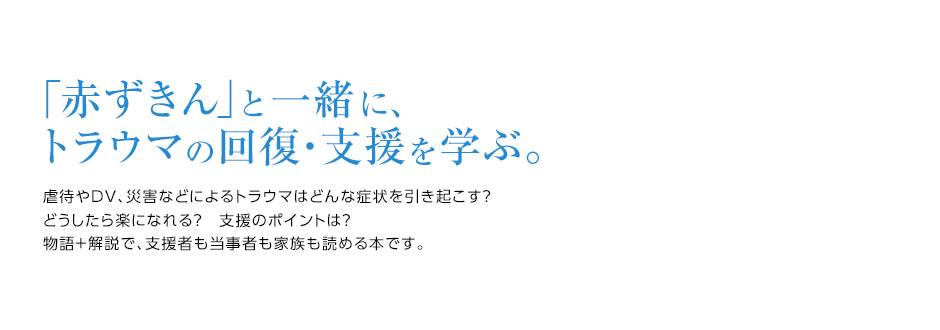 「赤ずきん」と一緒に、
トラウマの回復・支援を学ぶ。
虐待やDV、災害などによるトラウマはどんな症状を引き起こす？
どうしたら楽になれる？　支援のポイントは？
物語＋解説で、支援者も当事者も家族も読める本です。